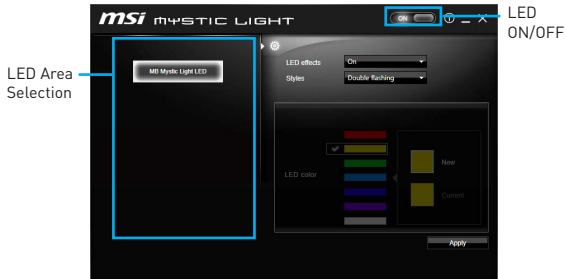 msi MYSTIC LIGHT
ON
LED
ON/OFF
LED Area
Selection
MB Mystic Light LED
LED effects
On
Styles
Double flashing
LED color
New
Current
Apply